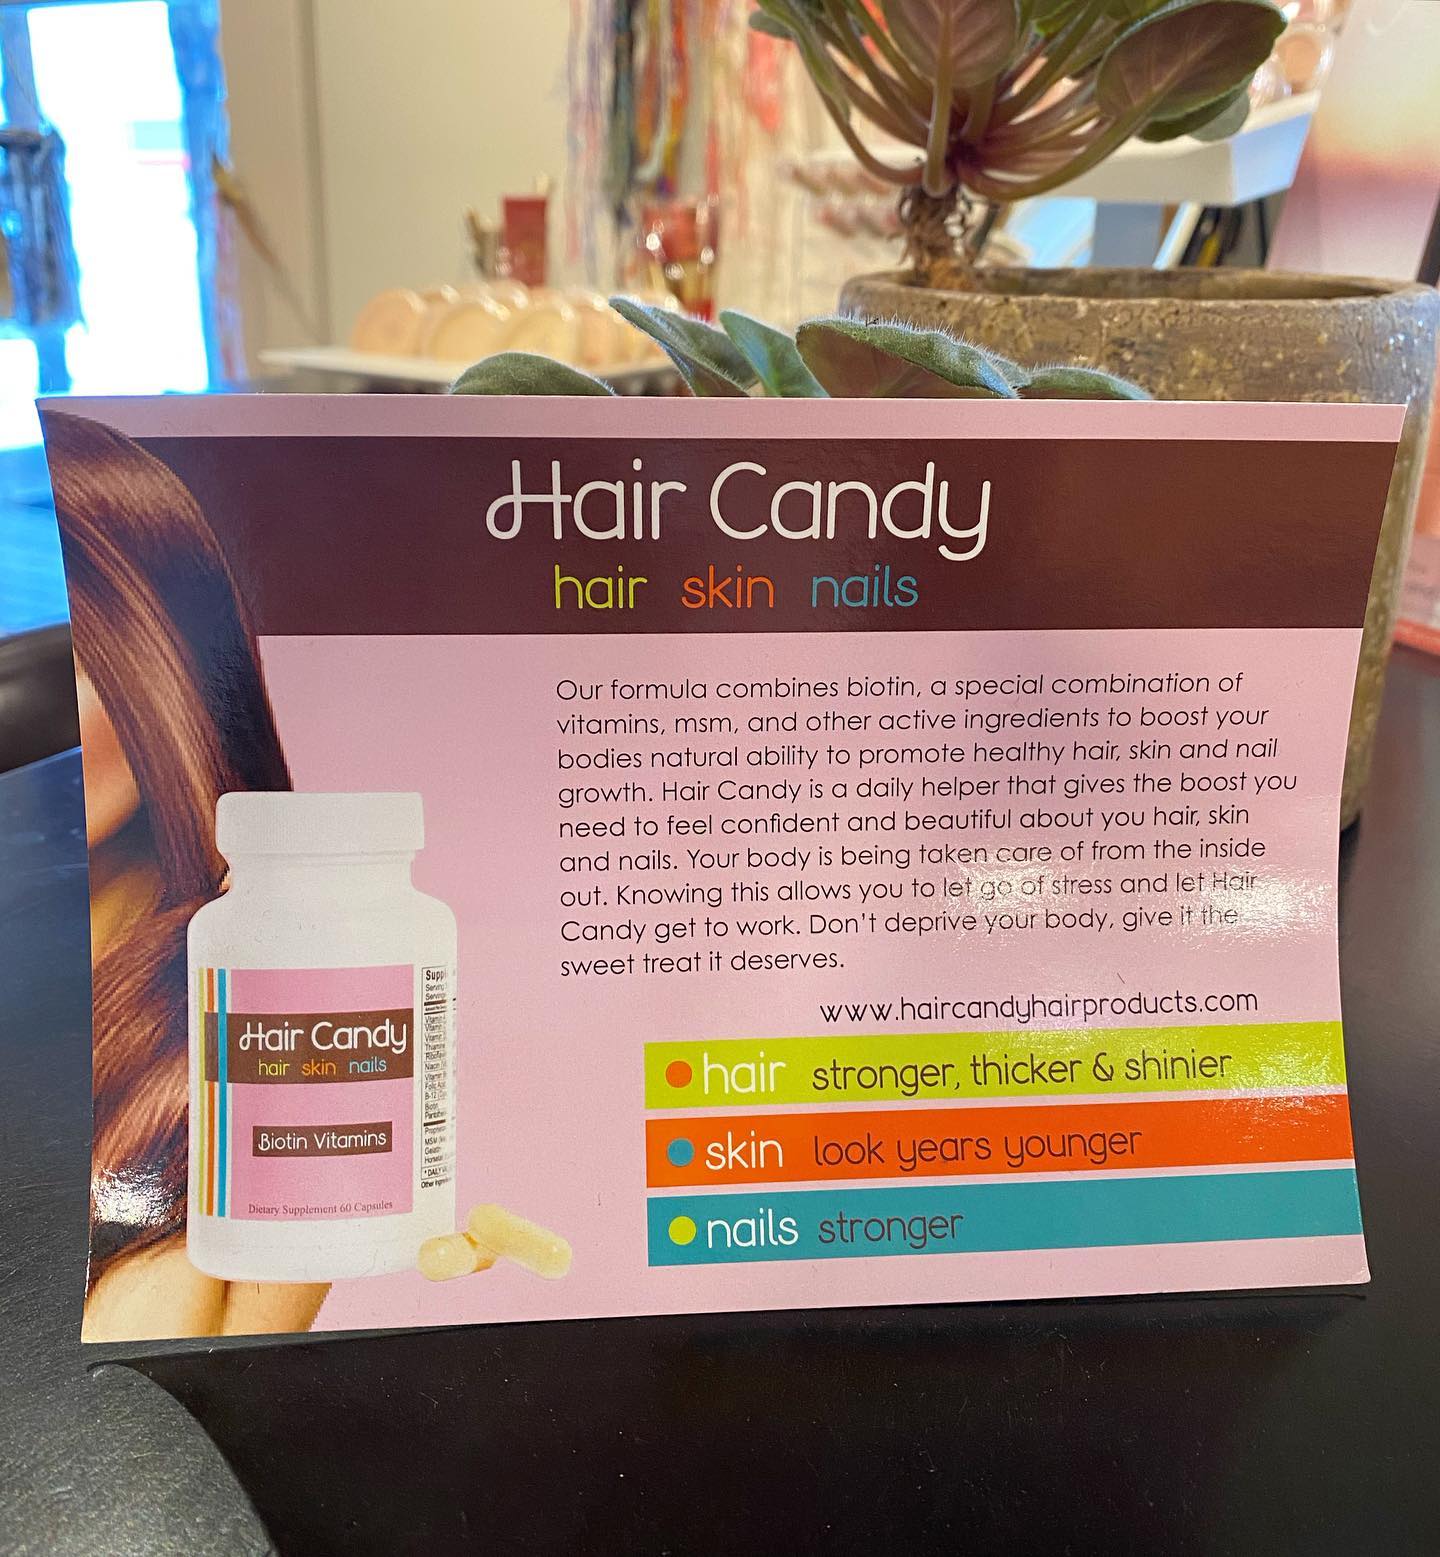 Hair Candy
hair skin nails
Our formula combines biotin, a special combination of
vitamins, msm, and other active ingredients to boost your
bodies natural ability to promote healthy hair, skin and nail
growth. Hair Candy is a daily helper that gives the boost you
need to feel confident and beautiful about you hair, skin
and nails. Your body is being taken care of from the inside
out. Knowing this allows you to let go of stress and let Hair
Candy get to work. Don't deprive your body, give it the
sweet treat it deserves.
www.haircandyhairproducts.com
hair stronger, thicker & shinier
skin look years younger
nails stronger
Hair Candy
hair skin nails
Biotin Vitamins
Dietary Supplement 60 Capsules